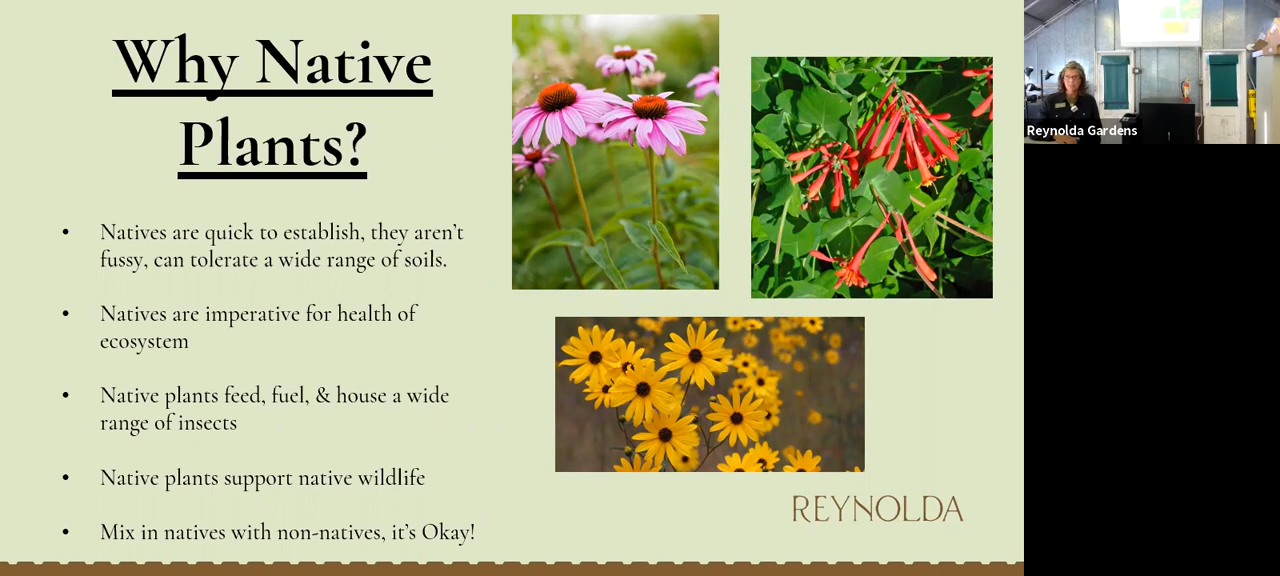 Why Native
Plants?
• Natives are quick to establish, they aren't
fussy, can tolerate a wide range of soils.
• Natives are imperative for health of
ecosystem
• Native plants feed, fuel, & house a wide
range of insects
• Native plants support native wildlife
• Mix in natives with non-natives, it's Okay!
REYNOLDA
Reynolda Gardens